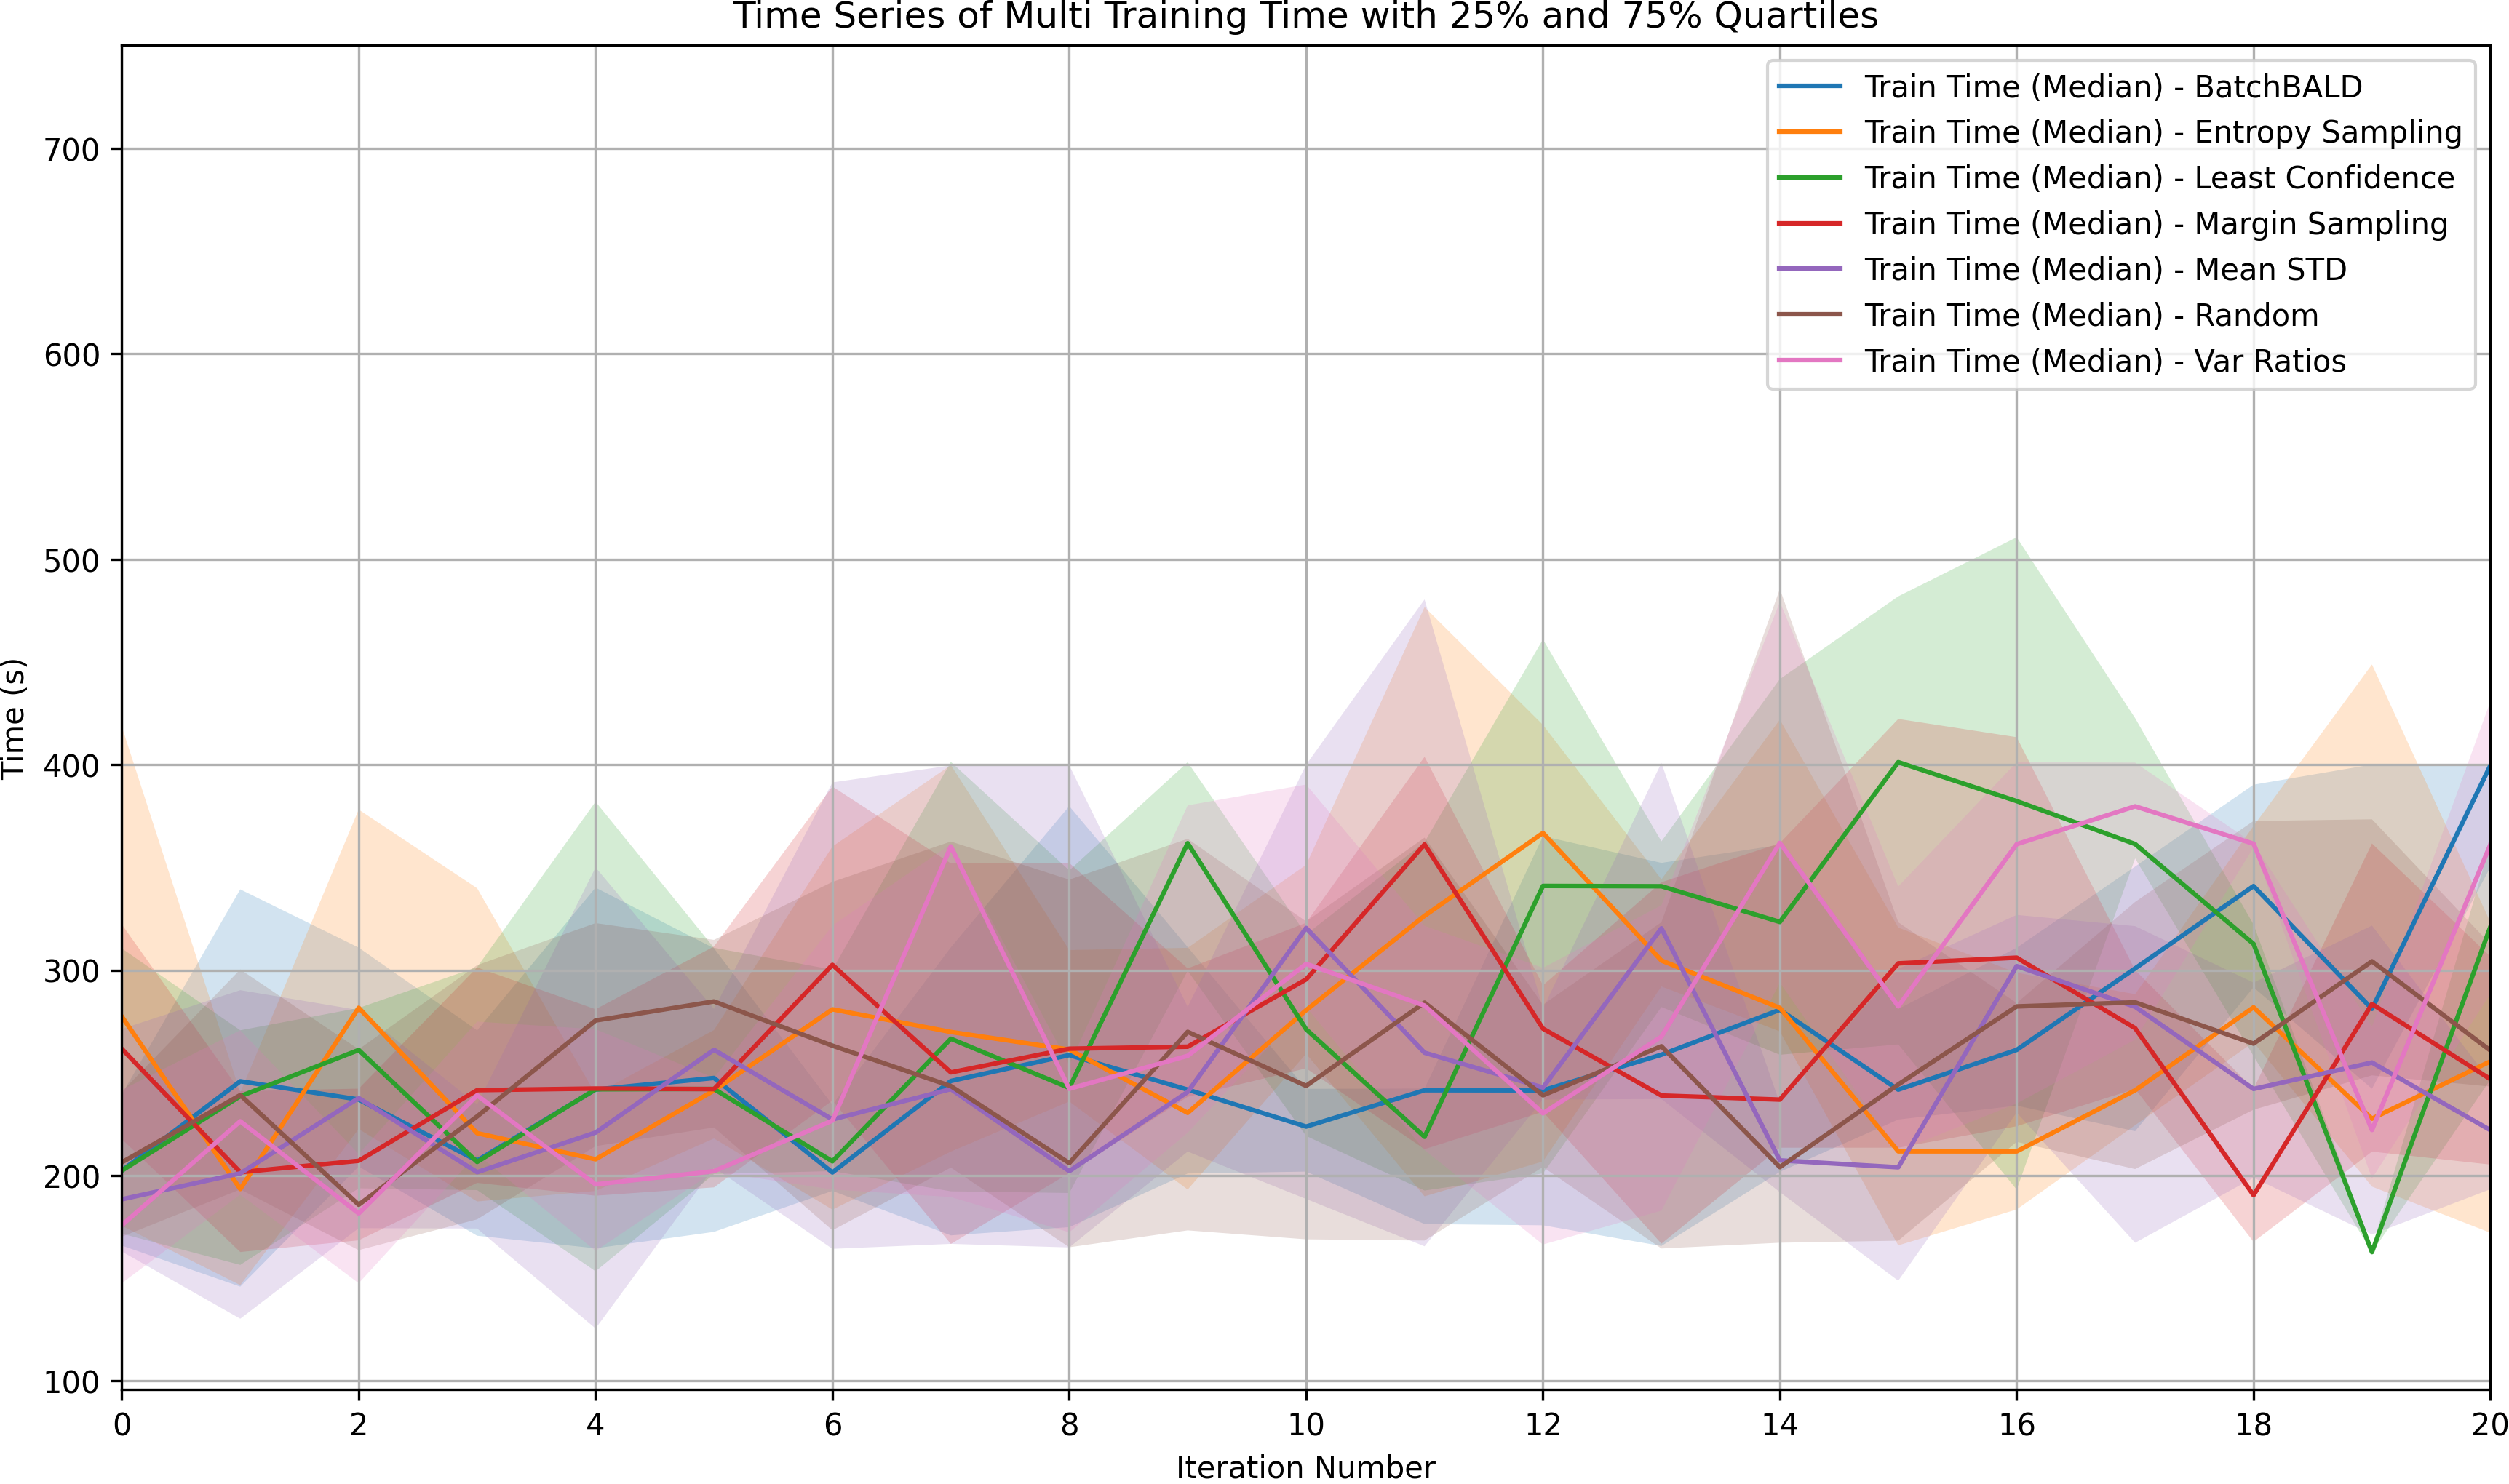 Time Series of Multi Training Time with 25% and 75% Quartiles
Train Time (Median) - BatchBALD
Train Time (Median) - Entropy Sampling
Train Time (Median) - Least Confidence
Train Time (Median) - Margin Sampling
Train Time (Median) - Mean STD
Train Time (Median) - Random
Train Time (Median) - Var Ratios
Time (s)
700
600
500
400
300
200
100
0 2 4 6 8 10 12 14 16 18 20
Iteration Number